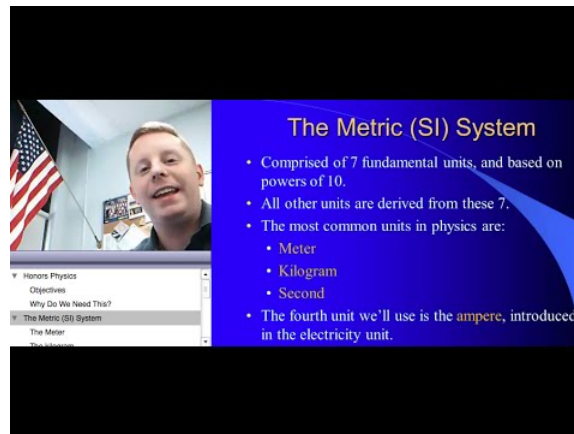 The Metric (SI) System
• Comprised of 7 fundamental units, and based on
powers of 10.
• All other units are derived from these 7.
• The most common units in physics are:
• Meter
• Kilogram
• Second
• The fourth unit we'll use is the ampere, introduced
in the electricity unit.
Honors Physics
Objectives
Why Do We Need This?
The Metric (SI) System
The Meter
The kilogram